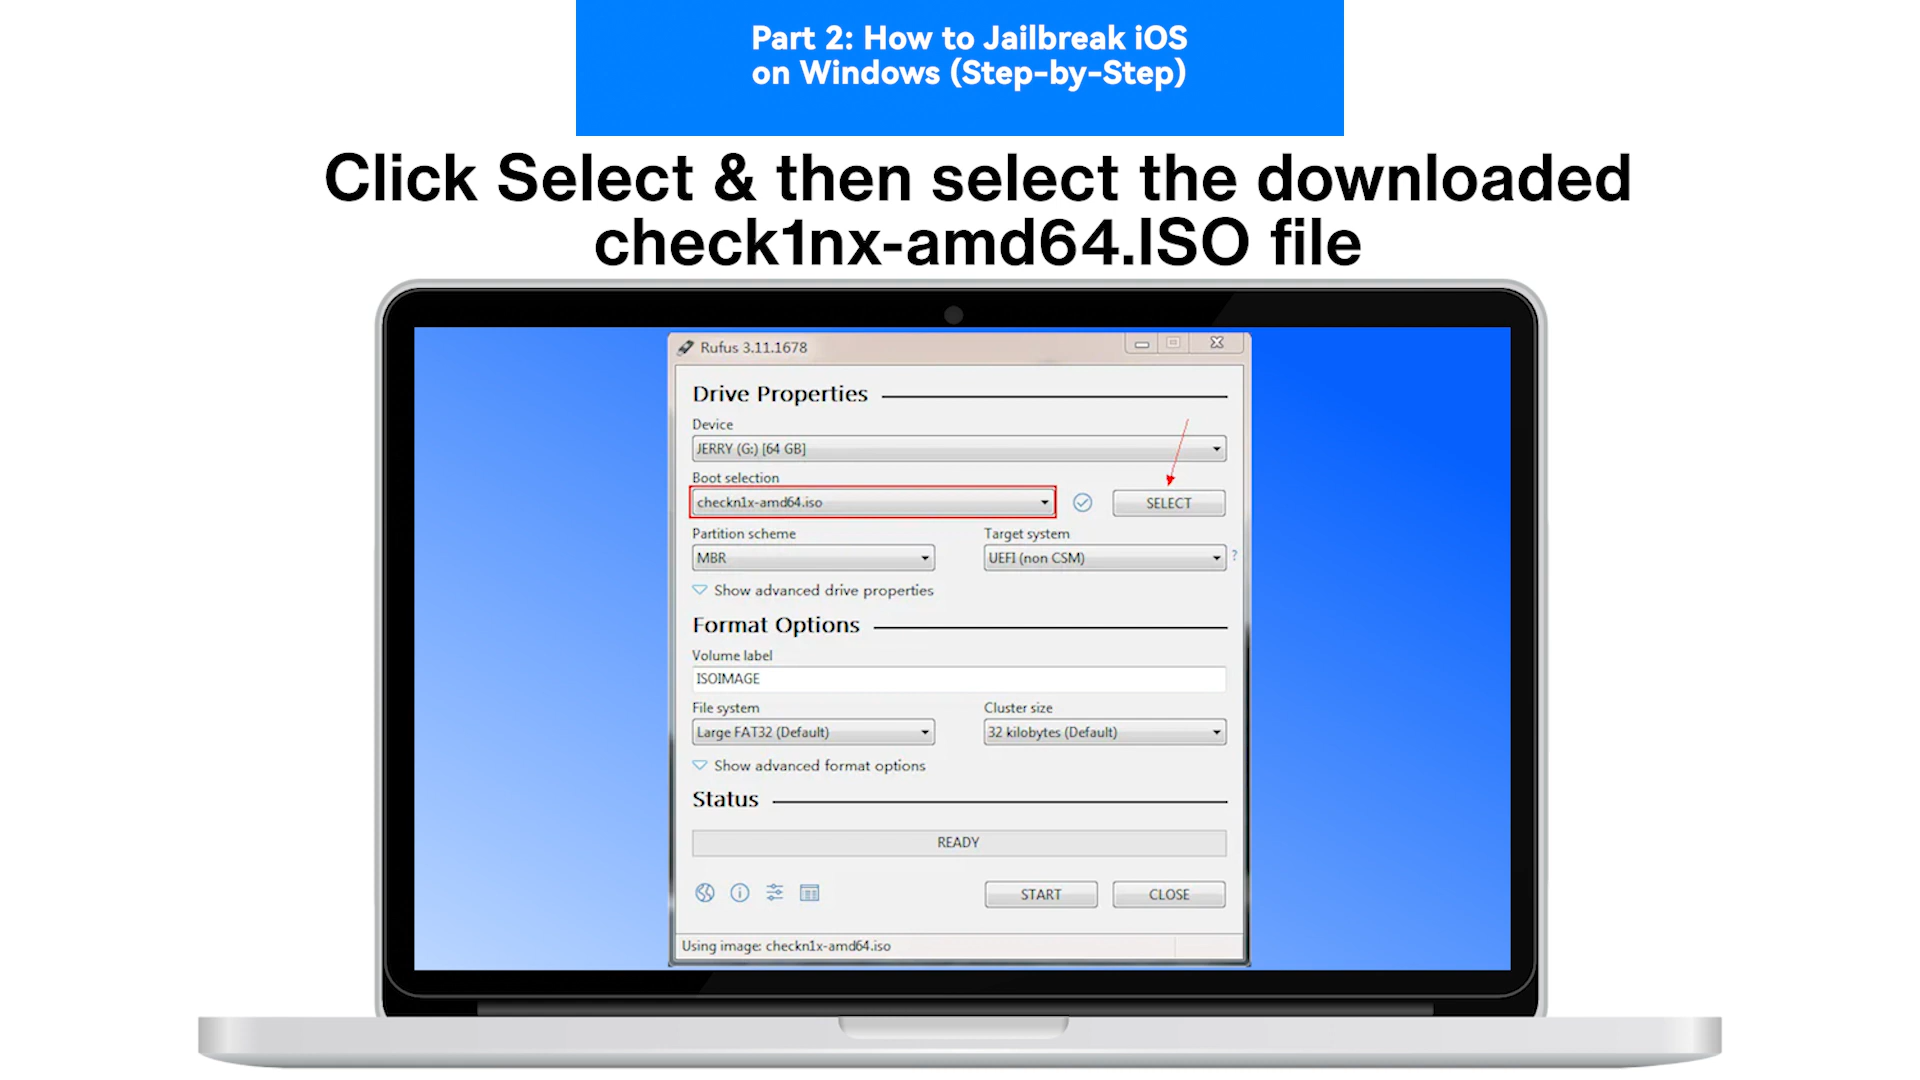 Part 2: How to Jailbreak iOS
on Windows (Step-by-Step)
Click Select & then select the downloaded
check1nx-amd64.ISO file
Rufus 3.11.1678
Drive Properties
Device
JERRY (G:) [64 GB]
Boot selection
checkn1x-amd64.iso
SELECT
Partition scheme
Target system
MBR
UEFI (non CSM)
?
Show advanced drive properties
Format Options
Volume label
ISOIMAGE
File system
Cluster size
Large FAT32 (Default)
32 kilobytes (Default)
Show advanced format options
Status
READY
START
CLOSE
Using image: checkn1x-amd64.iso